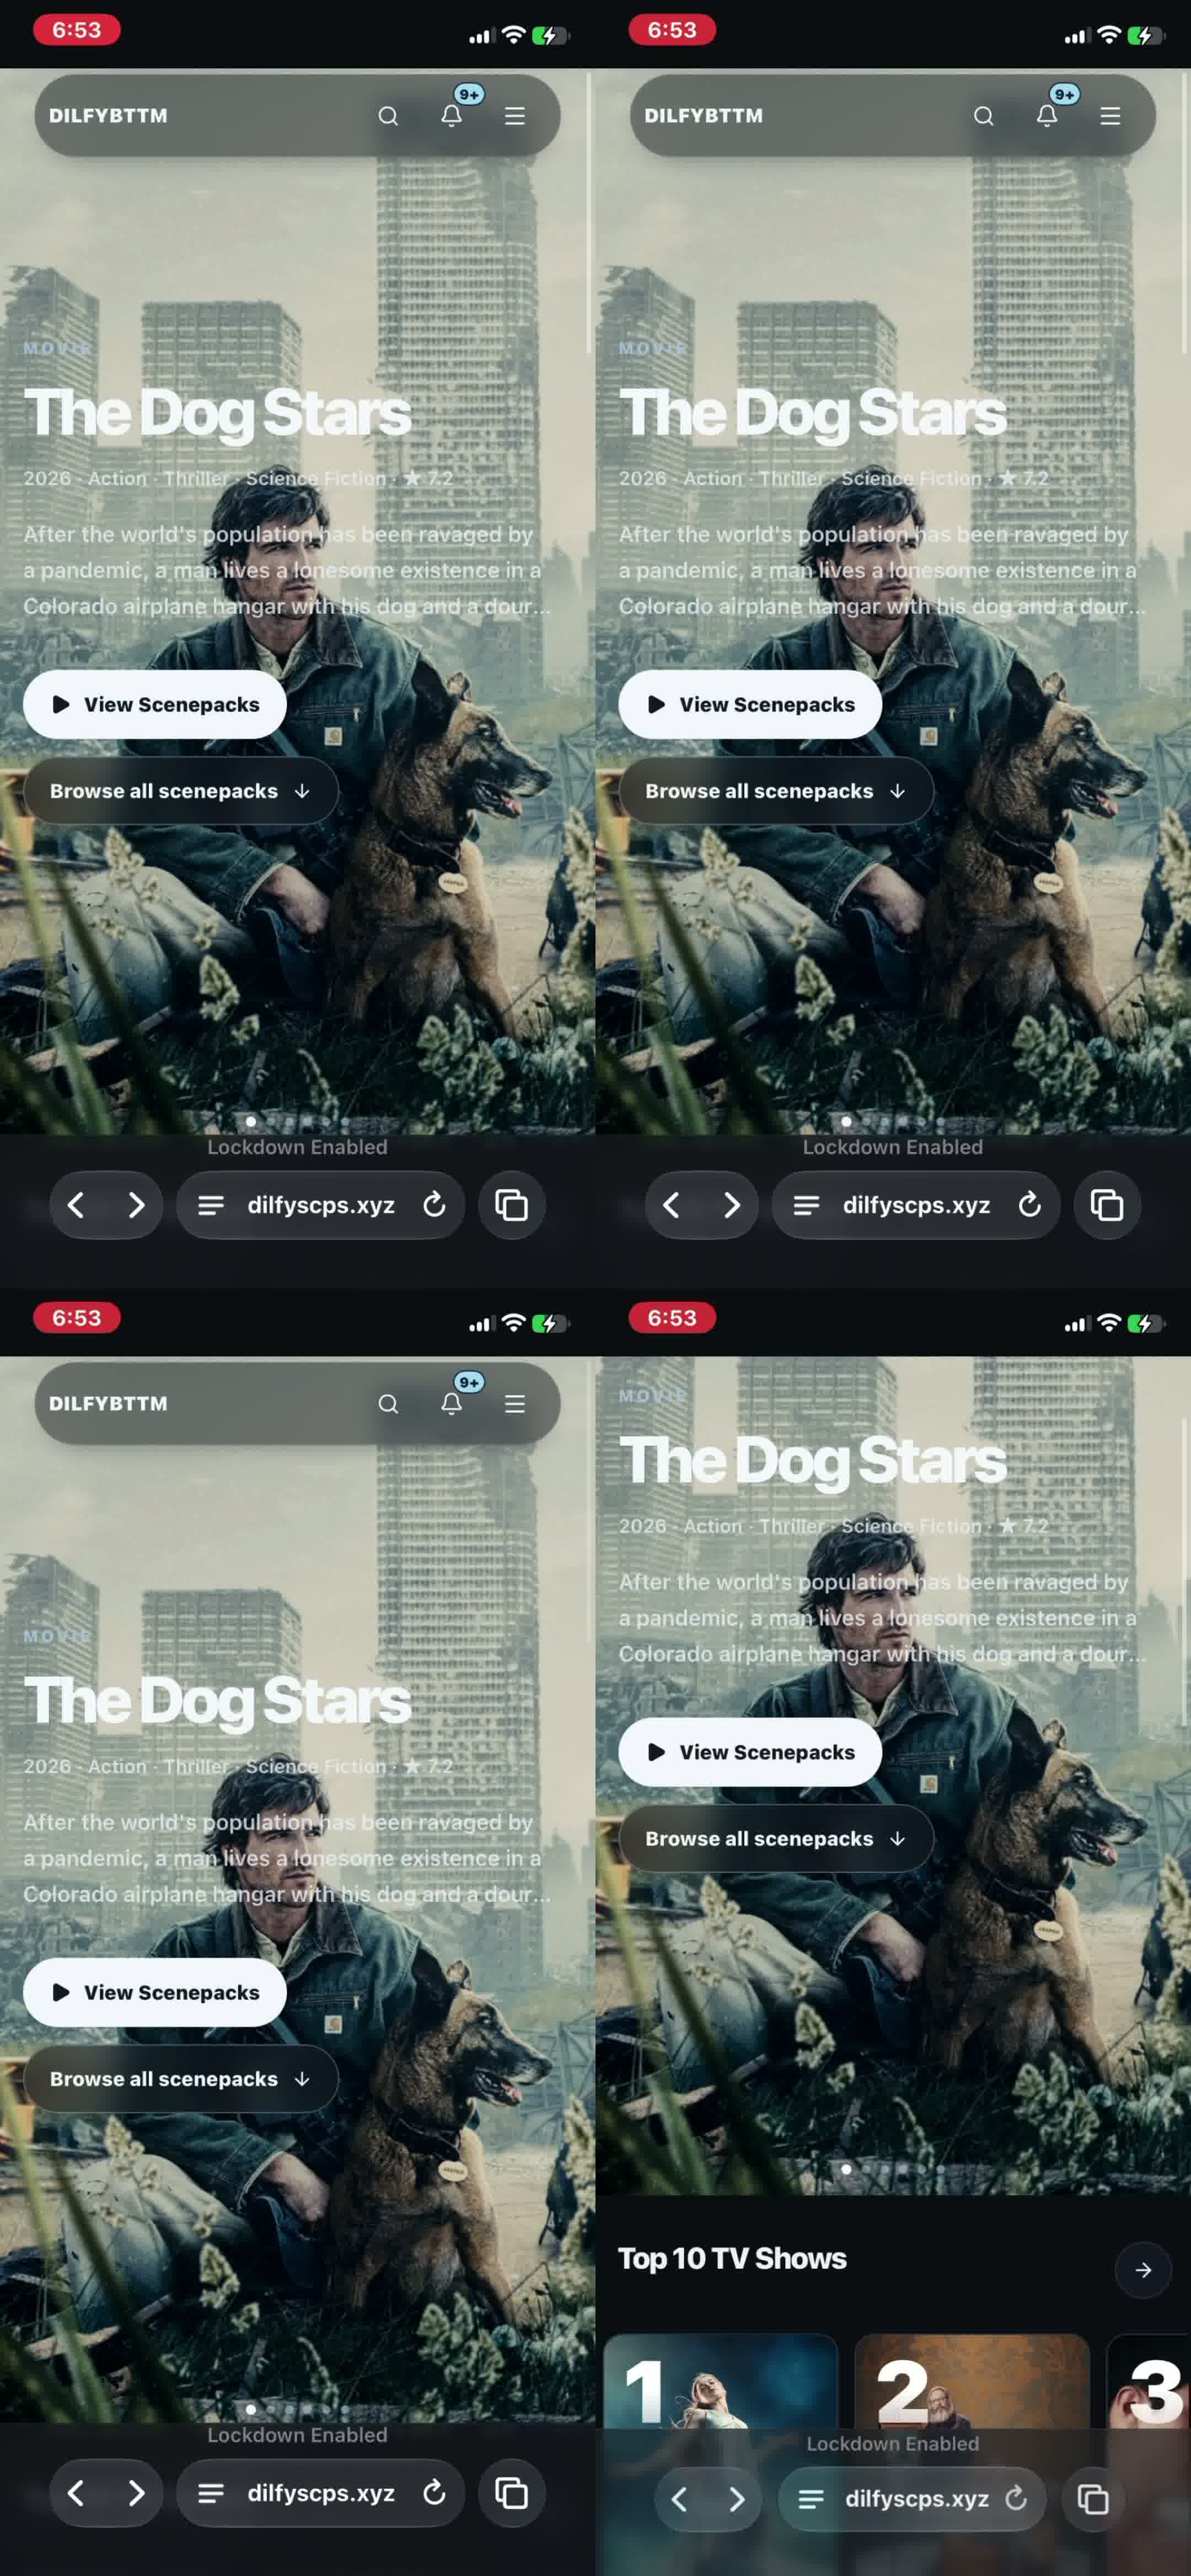 6:53
DILFYBTTM
9+
MOVIE
The Dog Stars
2026 · Action · Thriller · Science Fiction · ★ 7.2
After the world's population has been ravaged by
a pandemic, a man lives a lonesome existence in a
Colorado airplane hangar with his dog and a dour...
View Scenepacks
Browse all scenepacks ↓
Lockdown Enabled
dilfyscps.xyz
6:53
DILFYBTTM
9+
MOVIE
The Dog Stars
2026 · Action · Thriller · Science Fiction · ★ 7.2
After the world's population has been ravaged by
a pandemic, a man lives a lonesome existence in a
Colorado airplane hangar with his dog and a dour...
View Scenepacks
Browse all scenepacks ↓
Lockdown Enabled
dilfyscps.xyz
6:53
DILFYBTTM
9+
MOVIE
The Dog Stars
2026 · Action · Thriller · Science Fiction · ★ 7.2
After the world's population has been ravaged by
a pandemic, a man lives a lonesome existence in a
Colorado airplane hangar with his dog and a dour...
View Scenepacks
Browse all scenepacks ↓
Lockdown Enabled
dilfyscps.xyz
6:53
MOVIE
The Dog Stars
2026 · Action · Thriller · Science Fiction · ★ 7.2
After the world's population has been ravaged by
a pandemic, a man lives a lonesome existence in a
Colorado airplane hangar with his dog and a dour...
View Scenepacks
Browse all scenepacks ↓
Top 10 TV Shows
1
2
3
Lockdown Enabled
dilfyscps.xyz